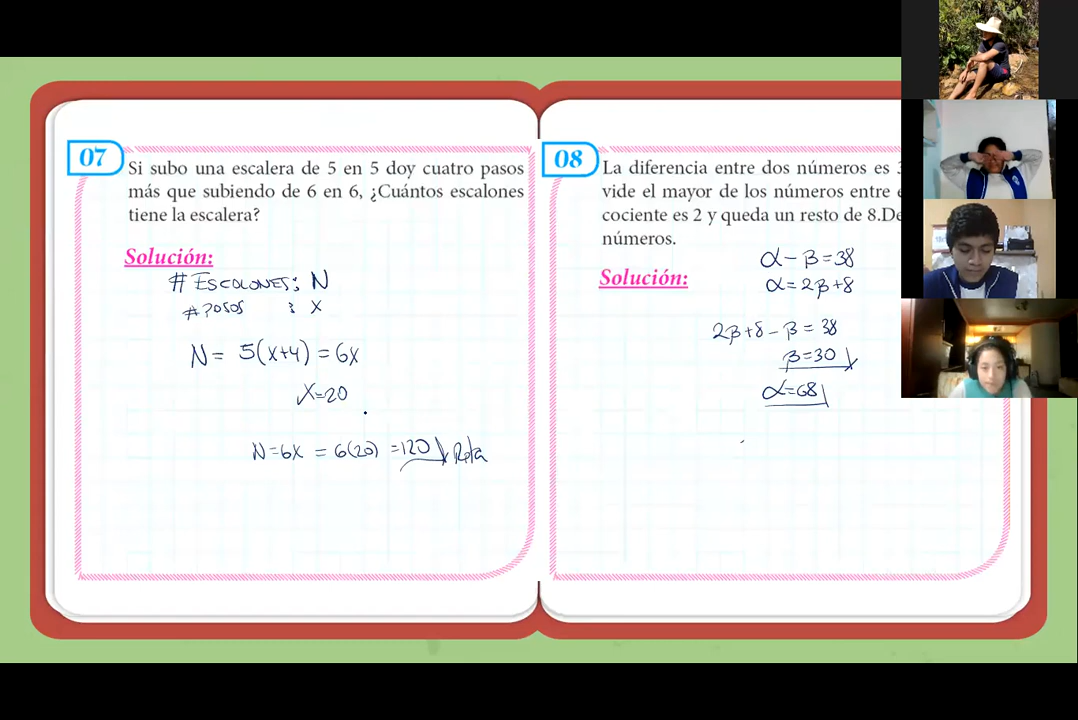 07
Si subo una escalera de 5 en 5 doy cuatro pasos
más que subiendo de 6 en 6, ¿Cuántos escalones
tiene la escalera?
Solución:
# ESCALONES: N
# Pasos : X
N = 5(x+4) = 6x
X=20
N=6X = 6(20) =120 Rpta
08
La diferencia entre dos números es 3
vide el mayor de los números entre
cociente es 2 y queda un resto de 8.De
números.
Solución:
α - β = 38
α = 2β+8
2β+8 - β = 38
β=30
α=68